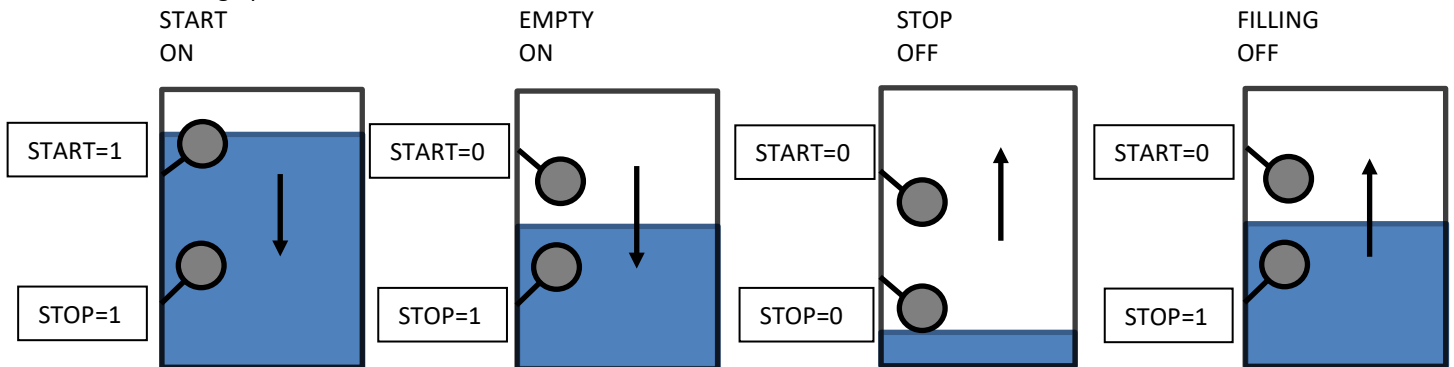 START
ON
EMPTY
ON
STOP
OFF
FILLING
OFF
START=1
START=0
START=0
START=0
STOP=1
STOP=1
STOP=0
STOP=1